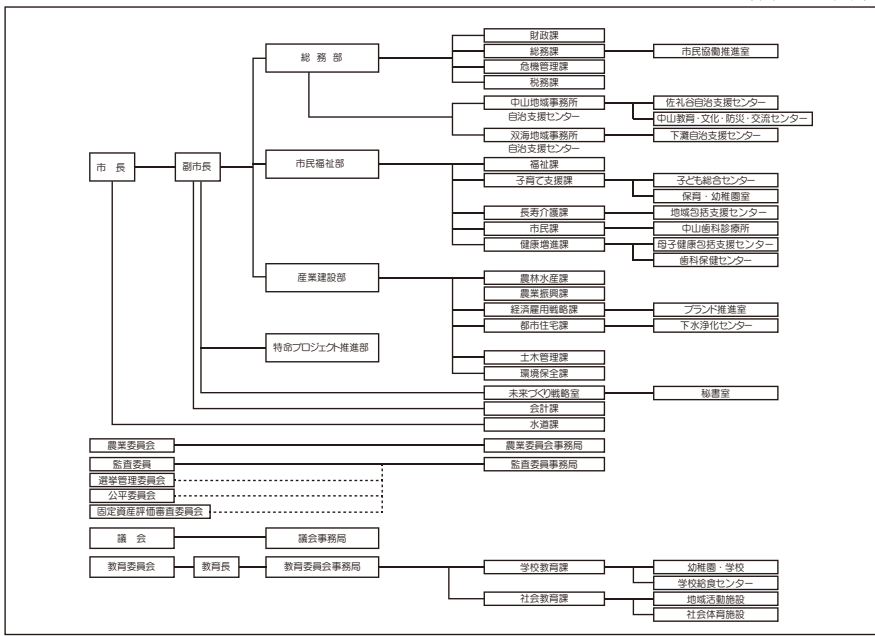 財政課
総務部
総務課
市民協働推進室
危機管理課
税務課
中山地域事務所
佐礼谷自治支援センター
自治支援センター
中山教育・文化・防災・交流センター
双海地域事務所
下灘自治支援センター
自治支援センター
市長
副市長
市民福祉部
福祉課
子育て支援課
子ども総合センター
保育・幼稚園室
長寿介護課
地域包括支援センター
市民課
中山歯科診療所
健康増進課
母子健康包括支援センター
歯科保健センター
産業建設部
農林水産課
農業振興課
経済雇用戦略課
ブランド推進室
都市住宅課
下水浄化センター
特命プロジェクト推進部
土木管理課
環境保全課
未来づくり戦略室
秘書室
会計課
水道課
農業委員会
農業委員会事務局
監査委員
監査委員事務局
選挙管理委員会
公平委員会
固定資産評価審査委員会
議会
議会事務局
教育委員会
教育長
教育委員会事務局
学校教育課
幼稚園・学校
学校給食センター
社会教育課
地域活動施設
社会体育施設